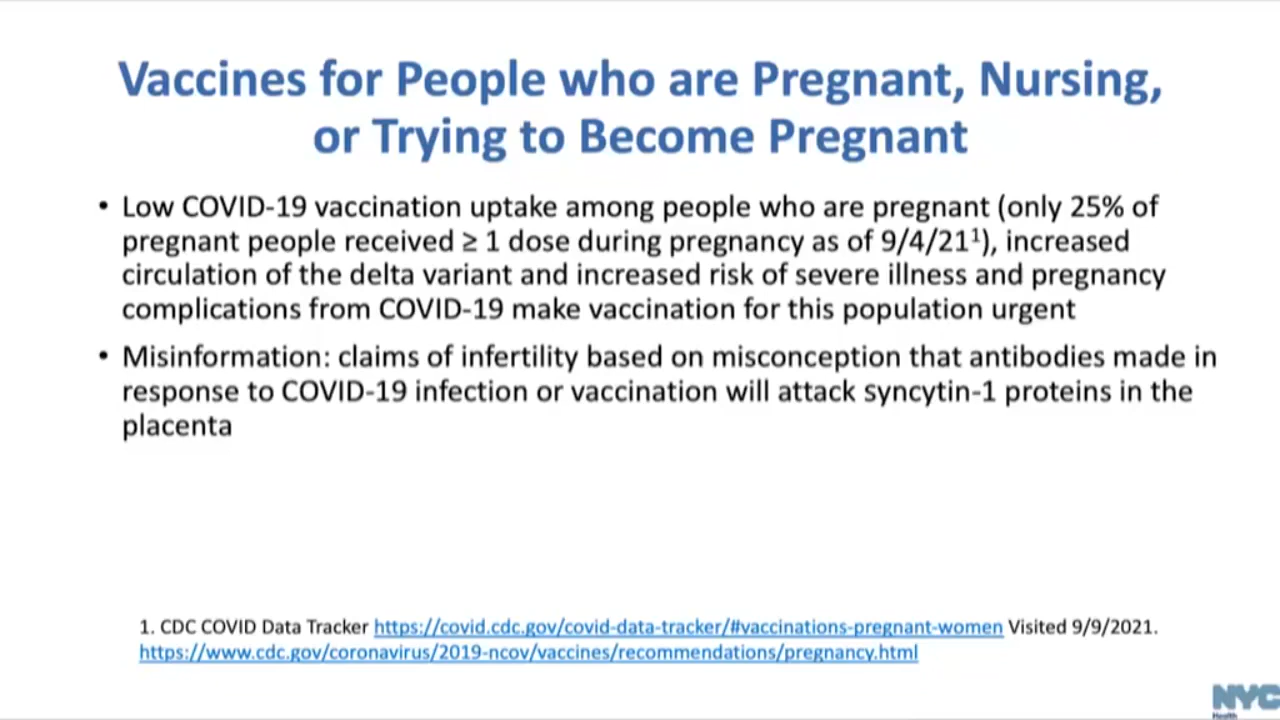 Vaccines for People who are Pregnant, Nursing,
or Trying to Become Pregnant
• Low COVID-19 vaccination uptake among people who are pregnant (only 25% of
pregnant people received ≥ 1 dose during pregnancy as of 9/4/21¹), increased
circulation of the delta variant and increased risk of severe illness and pregnancy
complications from COVID-19 make vaccination for this population urgent
• Misinformation: claims of infertility based on misconception that antibodies made in
response to COVID-19 infection or vaccination will attack syncytin-1 proteins in the
placenta
1. CDC COVID Data Tracker https://covid.cdc.gov/covid-data-tracker/#vaccinations-pregnant-women Visited 9/9/2021.
https://www.cdc.gov/coronavirus/2019-ncov/vaccines/recommendations/pregnancy.html
NYC
Health